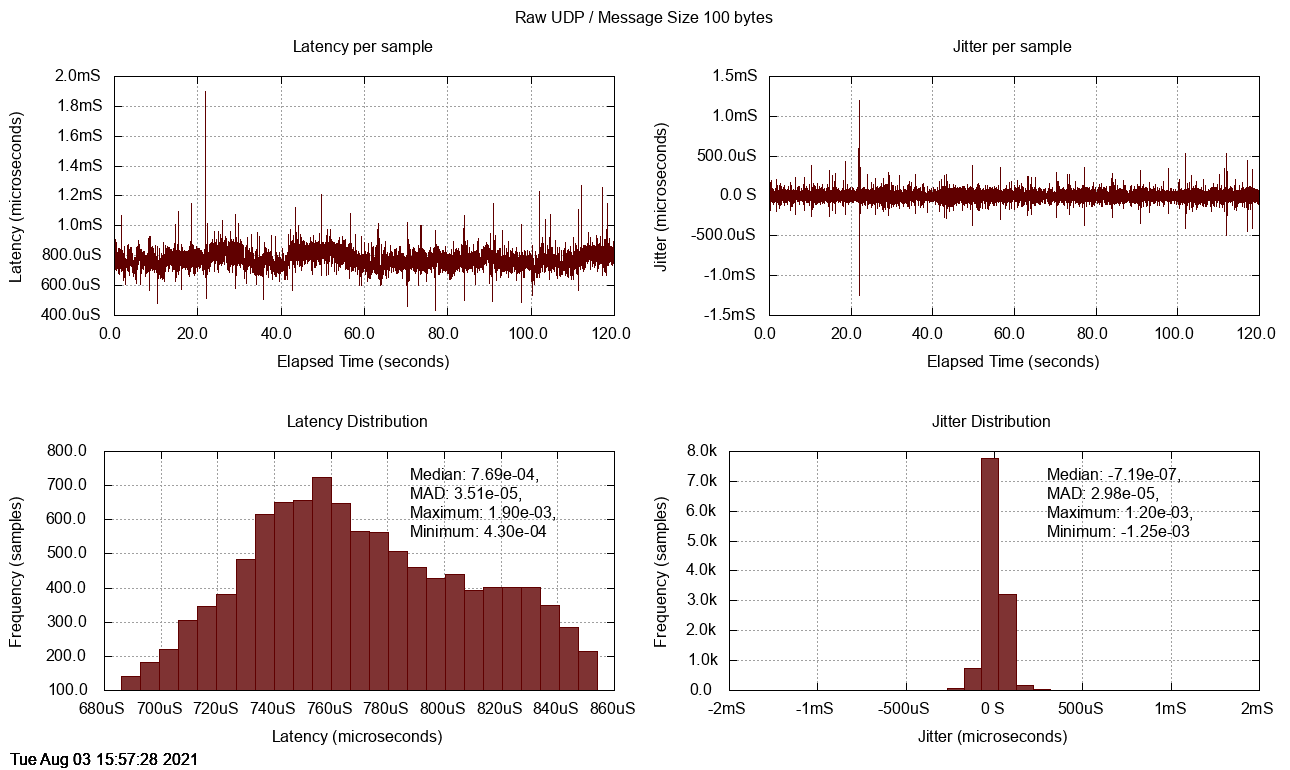 Raw UDP / Message Size 100 bytes
Latency per sample
Latency (microseconds)
2.0mS
1.8mS
1.6mS
1.4mS
1.2mS
1.0mS
800.0uS
600.0uS
400.0uS
0.0 20.0 40.0 60.0 80.0 100.0 120.0
Elapsed Time (seconds)
Jitter per sample
Jitter (microseconds)
1.5mS
1.0mS
500.0uS
0.0 S
-500.0uS
-1.0mS
-1.5mS
0.0 20.0 40.0 60.0 80.0 100.0 120.0
Elapsed Time (seconds)
Latency Distribution
Frequency (samples)
800.0
700.0
600.0
500.0
400.0
300.0
200.0
100.0
Median: 7.69e-04,
MAD: 3.51e-05,
Maximum: 1.90e-03,
Minimum: 4.30e-04
680uS 700uS 720uS 740uS 760uS 780uS 800uS 820uS 840uS 860uS
Latency (microseconds)
Jitter Distribution
Frequency (samples)
8.0k
7.0k
6.0k
5.0k
4.0k
3.0k
2.0k
1.0k
0.0
Median: -7.19e-07,
MAD: 2.98e-05,
Maximum: 1.20e-03,
Minimum: -1.25e-03
-2mS -1mS -500uS 0 S 500uS 1mS 2mS
Jitter (microseconds)
Tue Aug 03 15:57:28 2021